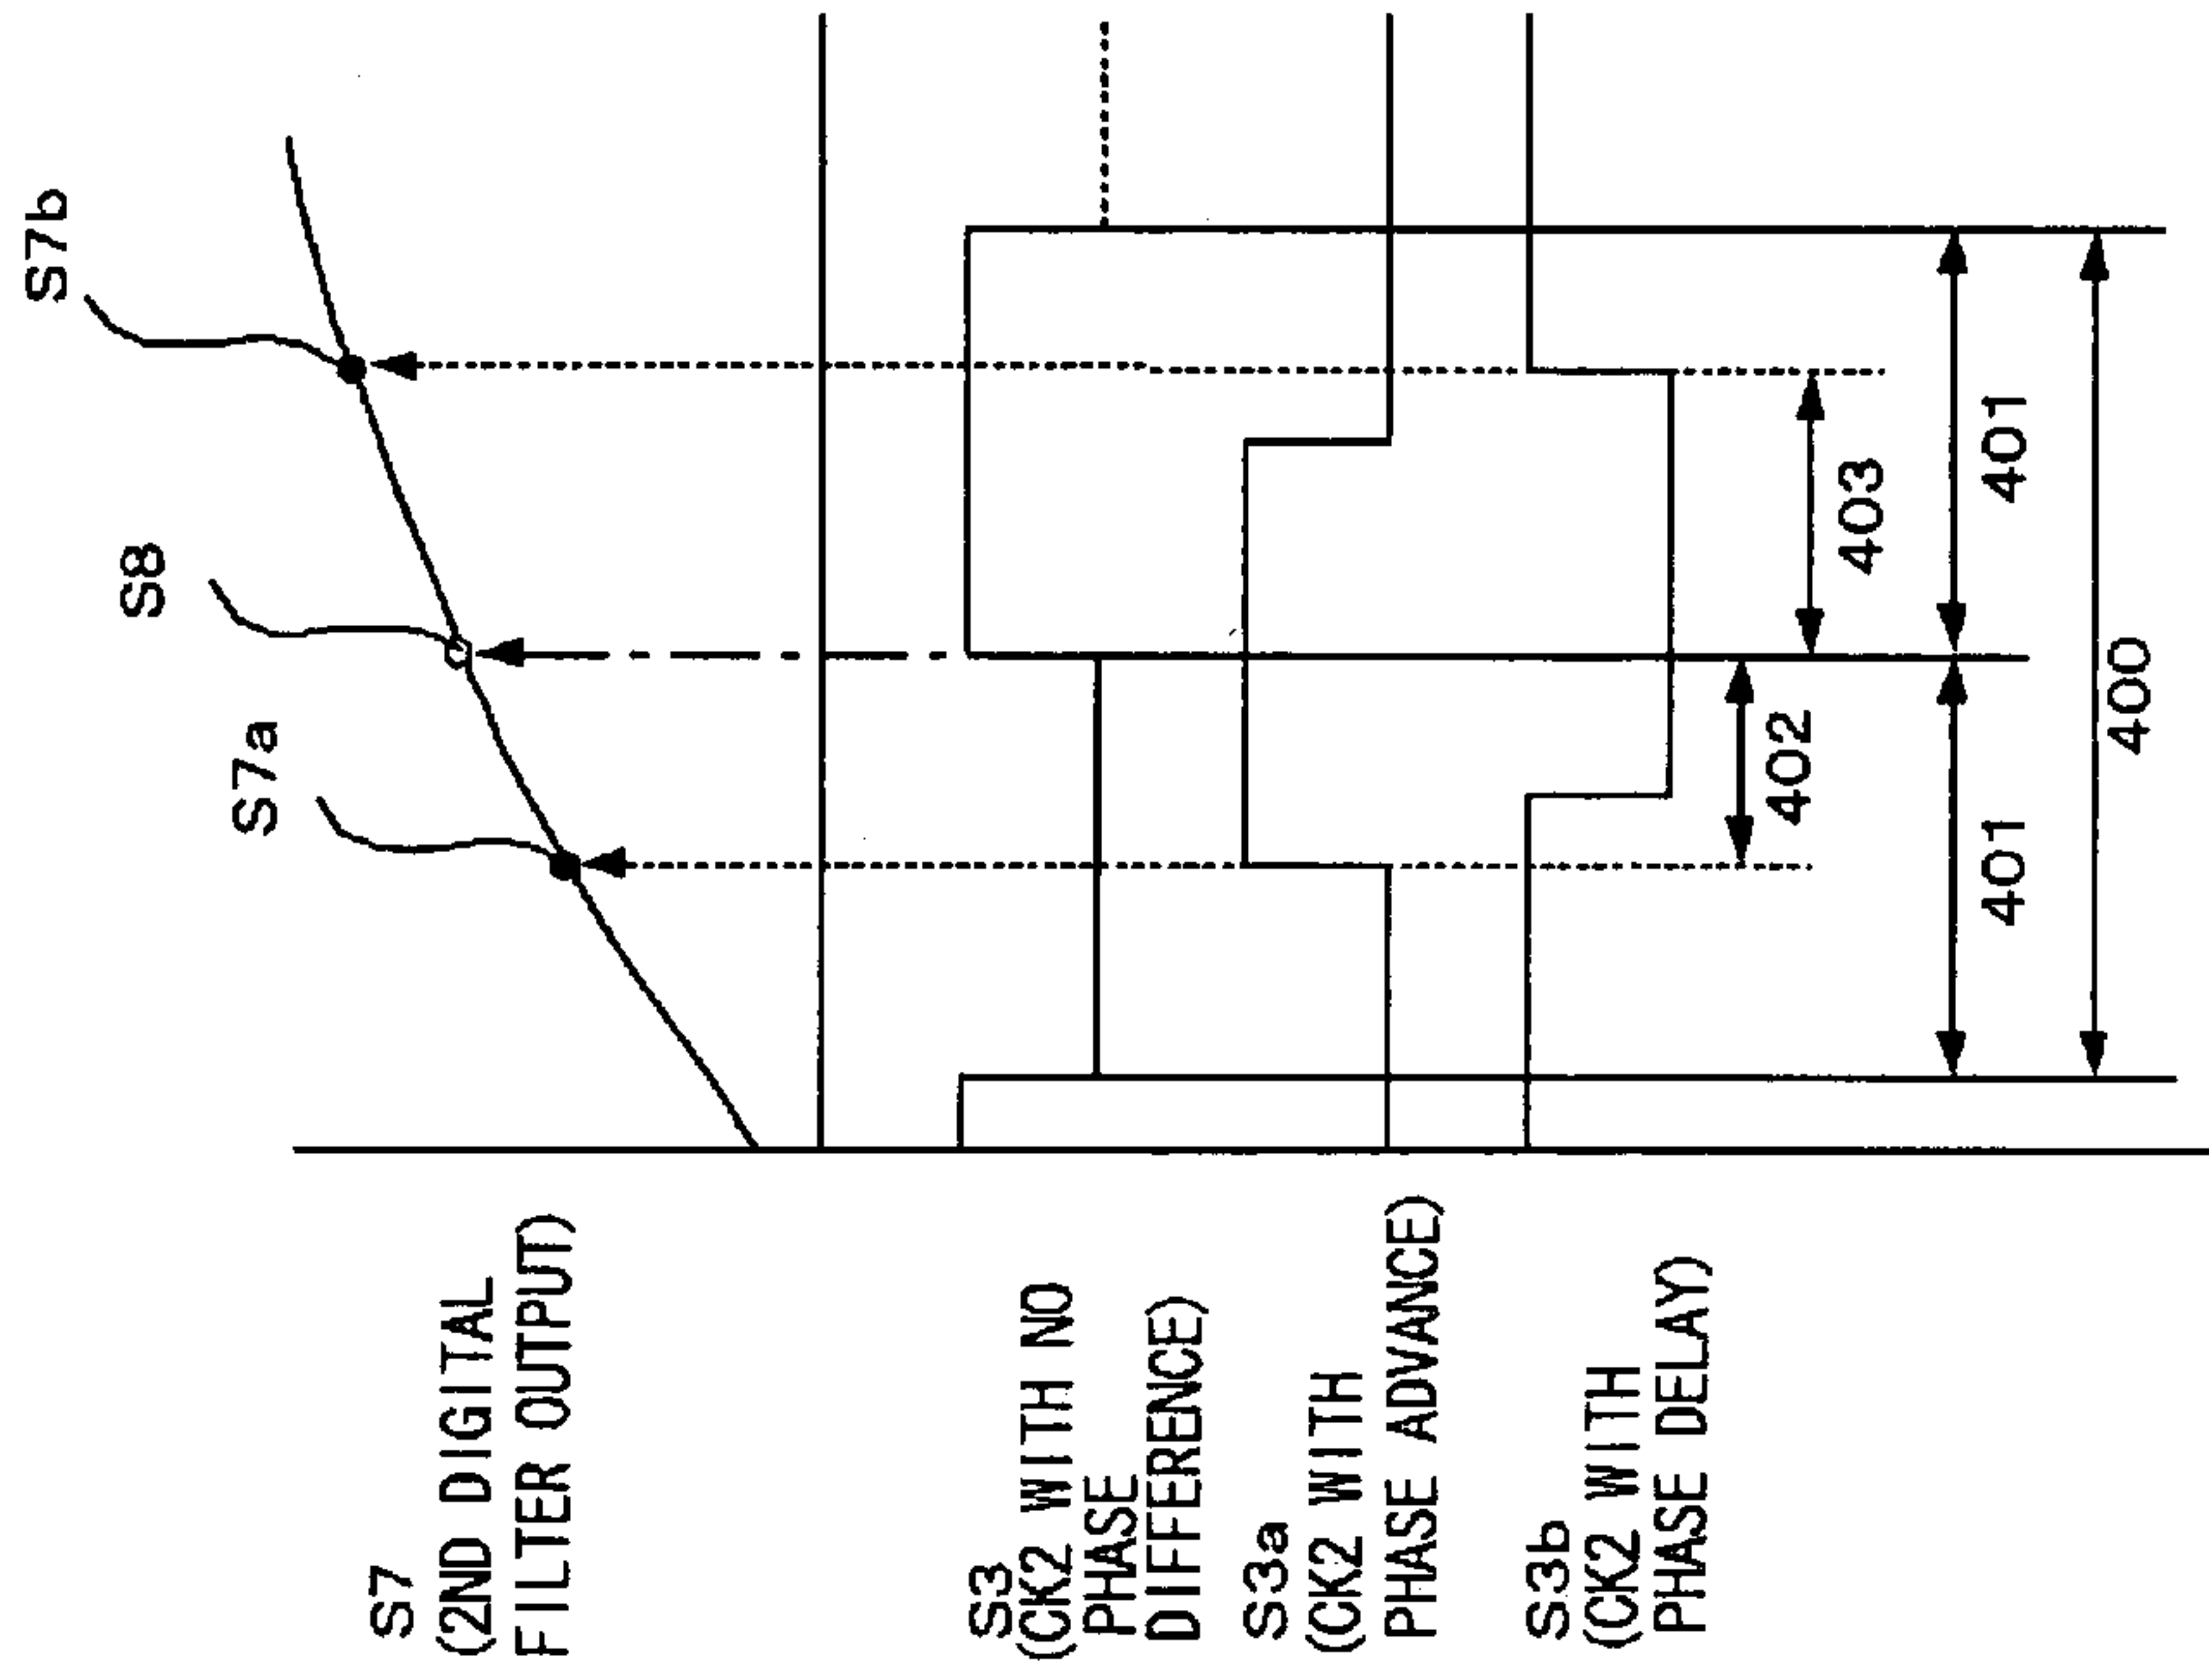 S7
(2ND DIGITAL
FILTER OUTPUT)
S7a
S8
S7b
S3
(CK2 WITH NO
PHASE
DIFFERENCE)
S3a
(CK2 WITH
PHASE ADVANCE)
S3b
(CK2 WITH
PHASE DELAY)
402
403
401
401
400